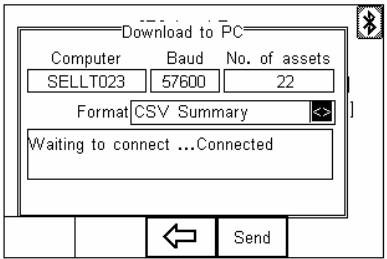 Download to PC
Computer Baud No. of assets
SELLT023 57600 22
Format CSV Summary <>
Waiting to connect ...Connected
Send